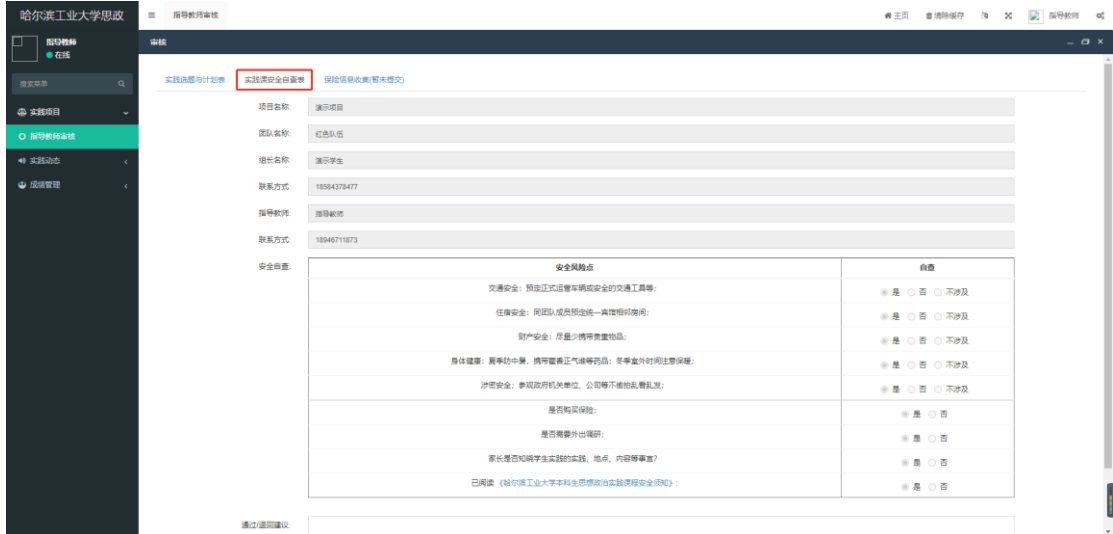 哈尔滨工业大学思政
指导教师审核
主页 清除缓存 指导教师
指导教师
在线
审核
搜索菜单
实践项目
指导教师审核
实践动态
成绩管理
实践选题与计划表 实践课安全自查表 保险信息收集(暂未提交)
项目名称: 演示项目
团队名称: 红色队伍
组长名称: 演示学生
联系方式: 18584378477
指导教师: 指导教师
联系方式: 18946711873
安全自查: 安全风险点 自查
交通安全：预定正式运营车辆或安全的交通工具等； 是 否 不涉及
住宿安全：同团队成员预定统一宾馆相邻房间； 是 否 不涉及
财产安全：尽量少携带贵重物品； 是 否 不涉及
身体健康：夏季防中暑，携带藿香正气准等药品；冬季室外时间注意保暖； 是 否 不涉及
涉密安全：参观政府机关单位、公司等不偷拍乱看乱发； 是 否 不涉及
是否购买保险； 是 否
是否需要外出调研； 是 否
家长是否知晓学生实践的实践、地点、内容等事宜？ 是 否
已阅读《哈尔滨工业大学本科生思想政治实践课程安全须知》: 是 否
通过/退回建议: